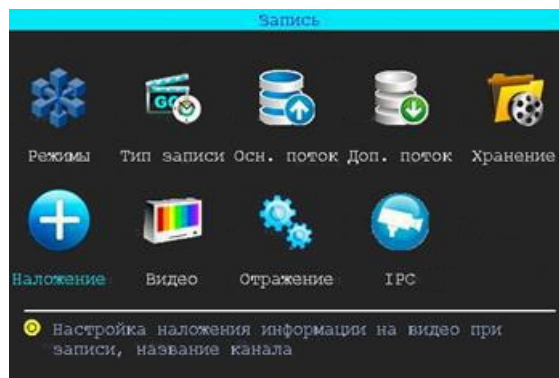 Запись
Режимы Тип записи Осн. поток Доп. поток Хранение
Наложение Видео Отражение IPC
Настройка наложения информации на видео при
записи, название канала